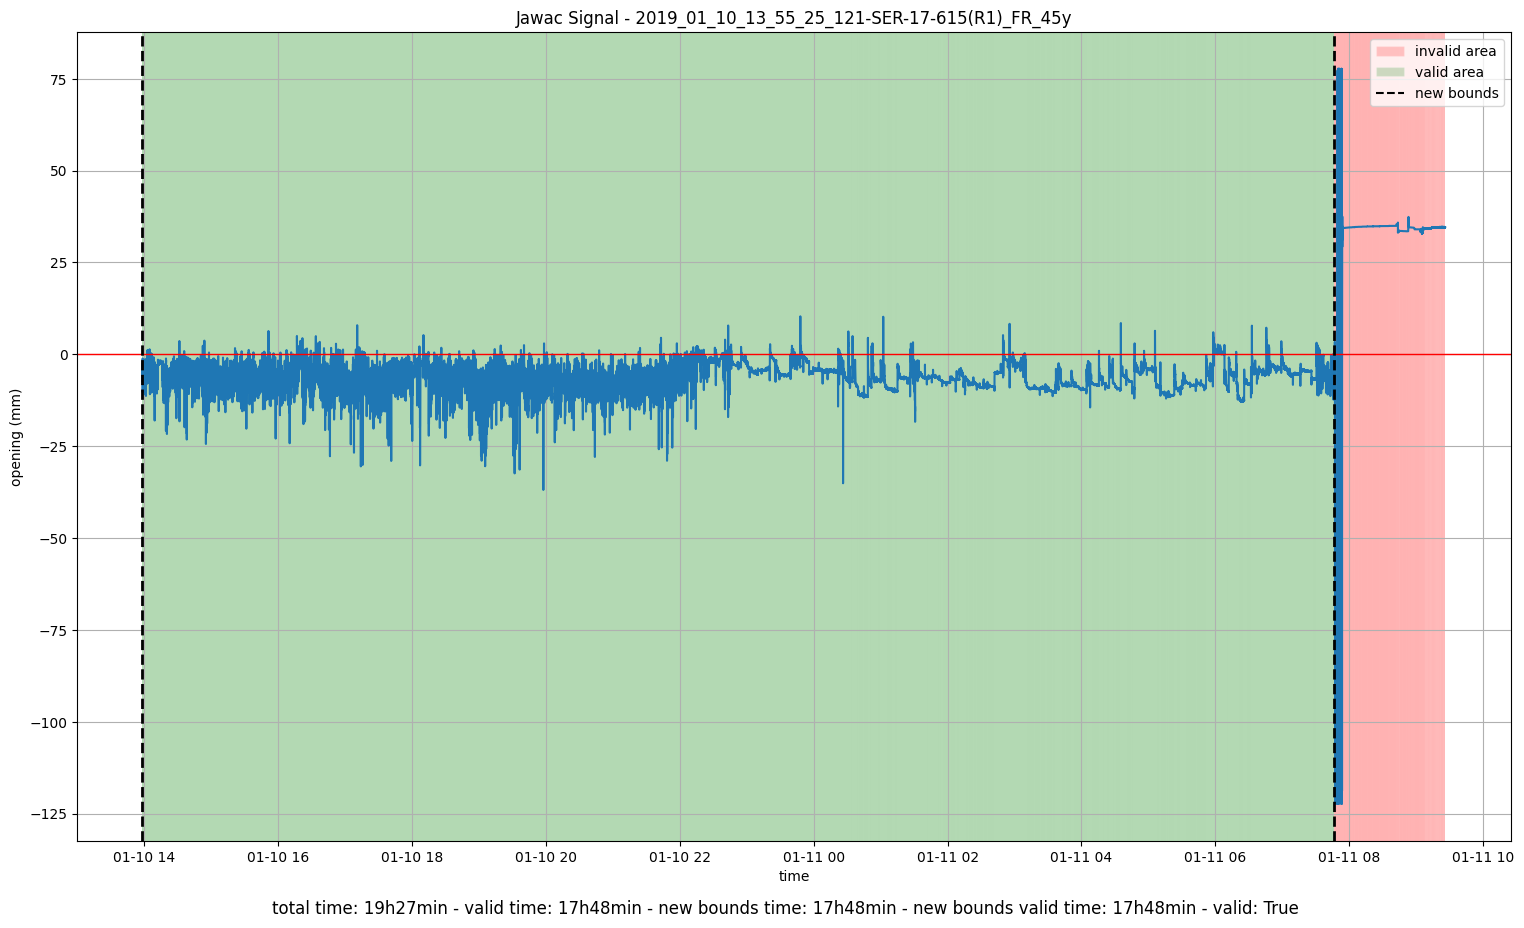 Jawac Signal - 2019_01_10_13_55_25_121-SER-17-615(R1)_FR_45y
invalid area
valid area
new bounds
75
50
25
0
−25
−50
−75
−100
−125
opening (mm)
01-10 14
01-10 16
01-10 18
01-10 20
01-10 22
01-11 00
01-11 02
01-11 04
01-11 06
01-11 08
01-11 10
time
total time: 19h27min - valid time: 17h48min - new bounds time: 17h48min - new bounds valid time: 17h48min - valid: True